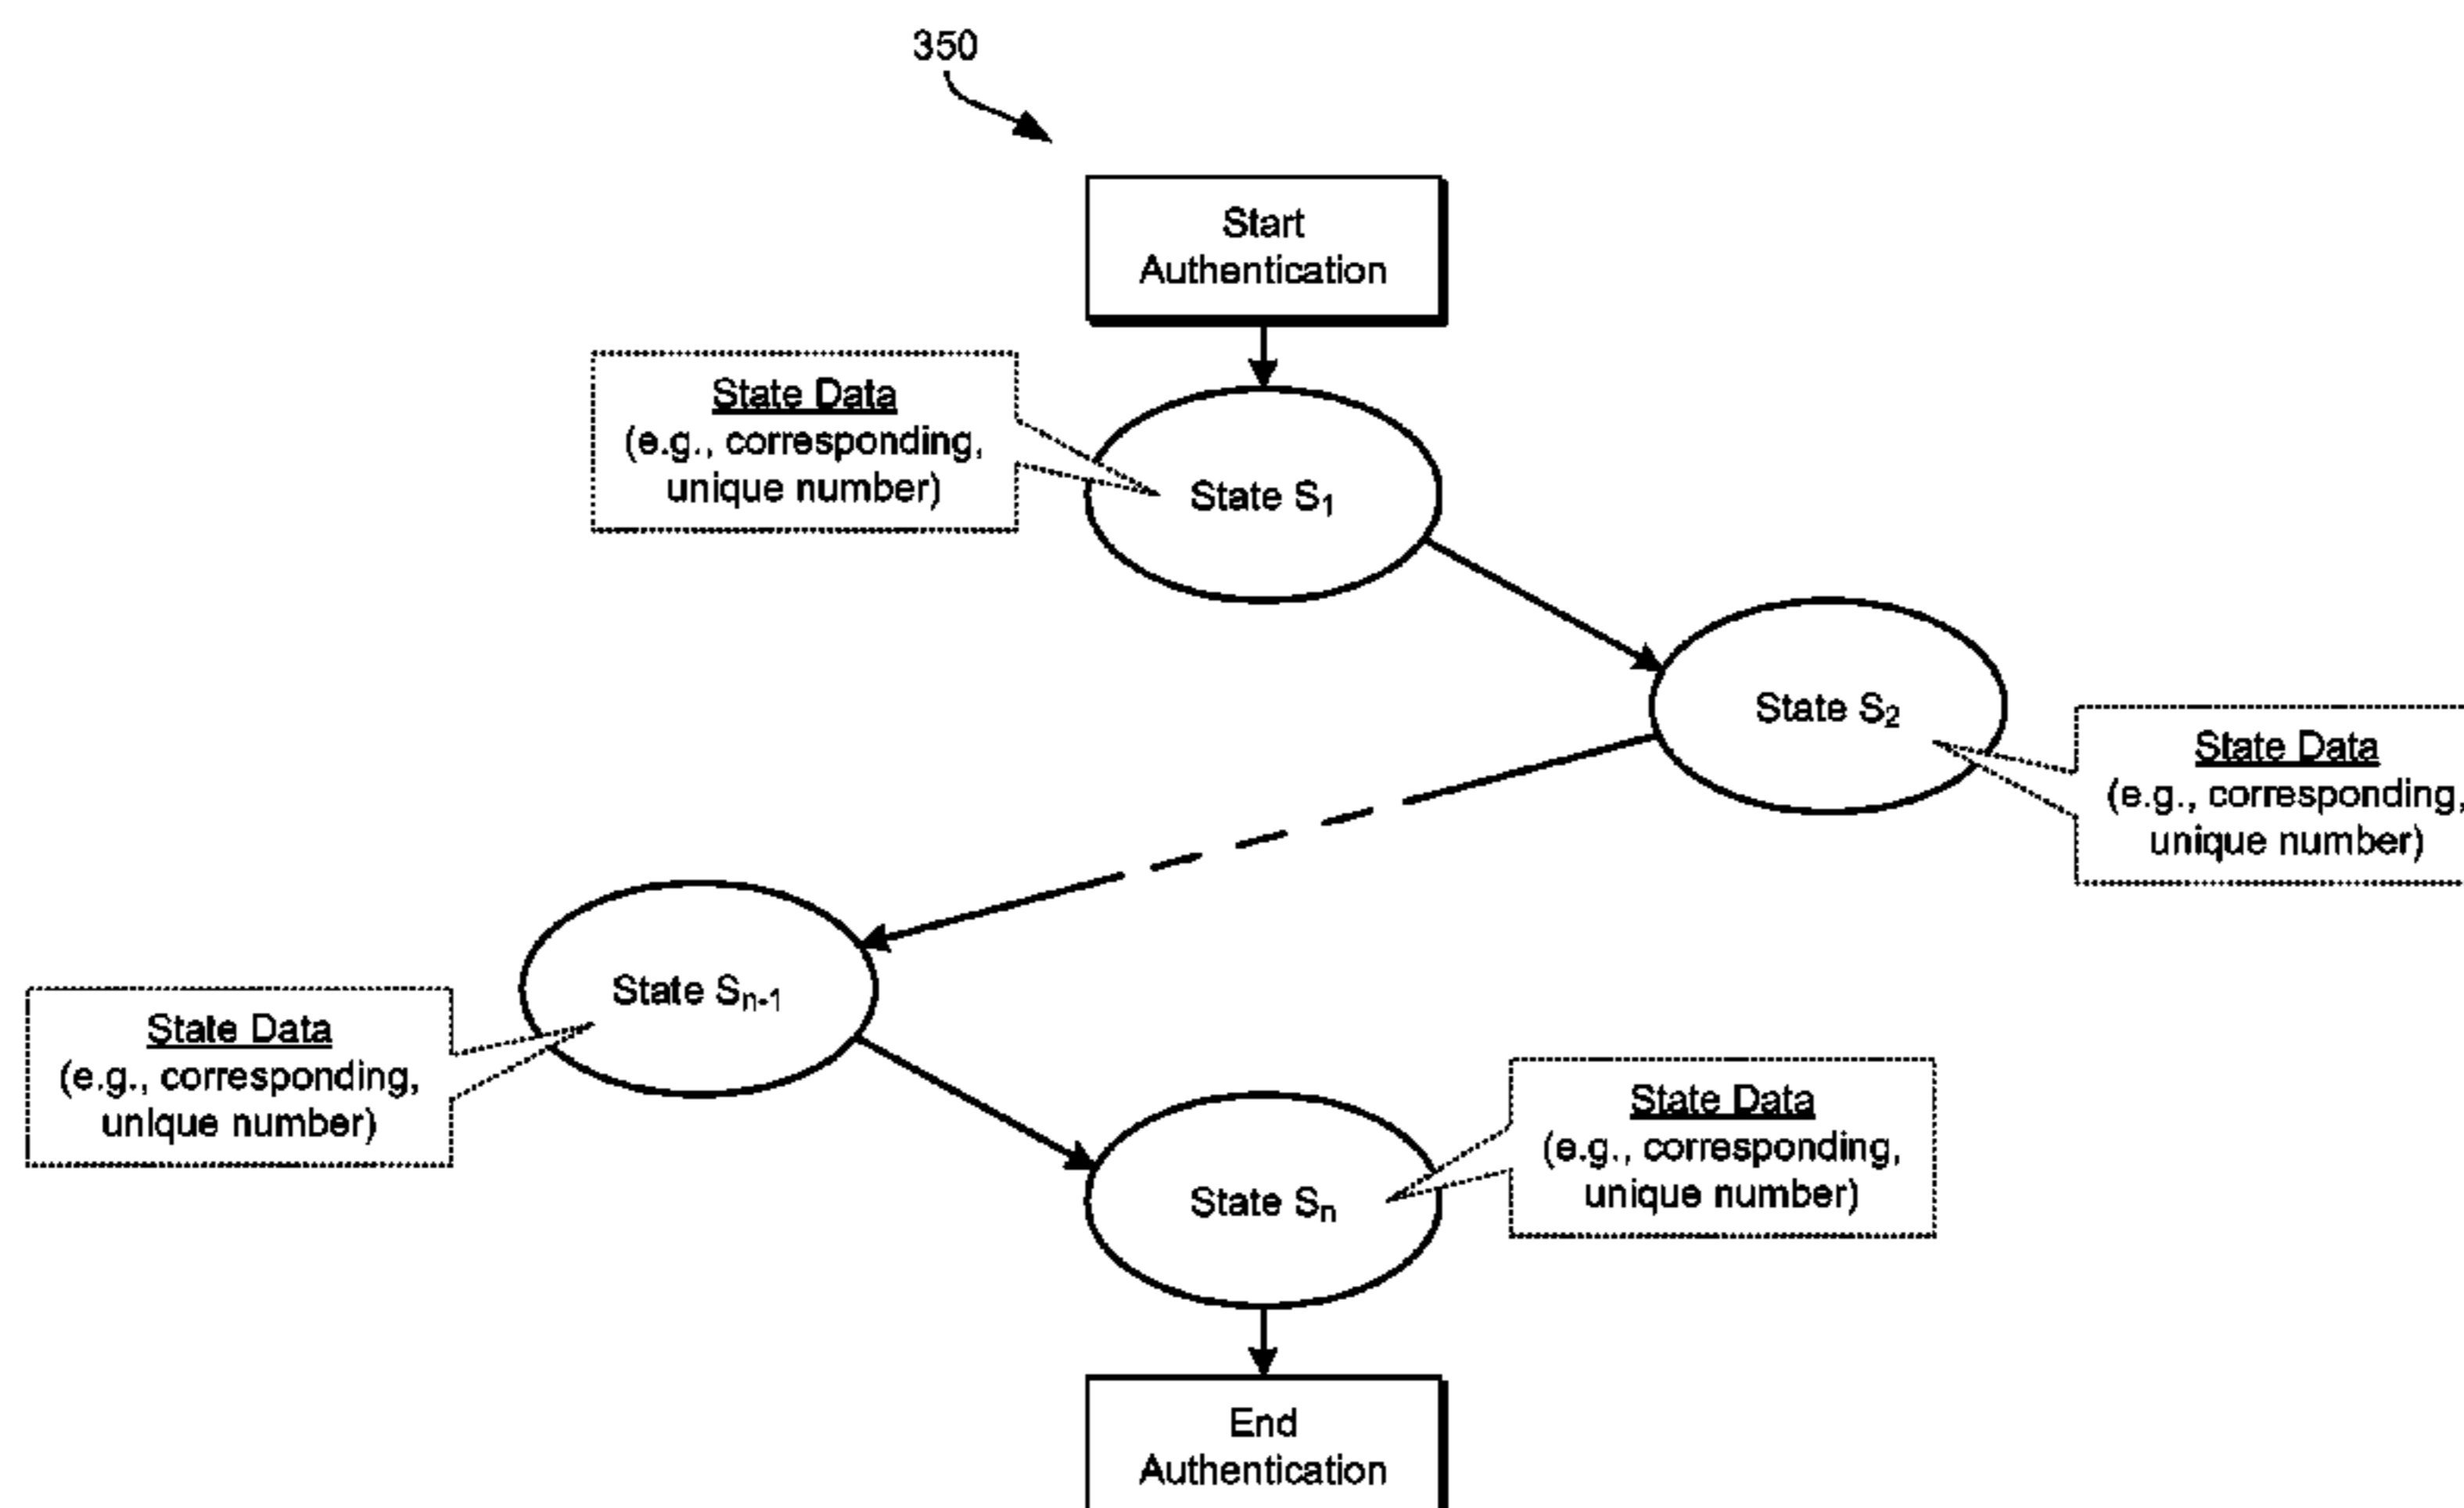 350
Start
Authentication
State Data
(e.g., corresponding,
unique number)
State S₁
State S₂
State Data
(e.g., corresponding,
unique number)
State Sₙ₋₁
State Data
(e.g., corresponding,
unique number)
State Data
(e.g., corresponding,
unique number)
State Sₙ
End
Authentication